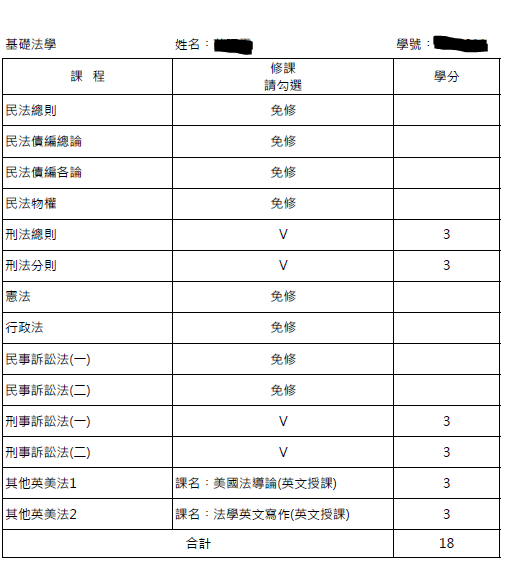 基礎法學 姓名： 學號：
課 程 修課 請勾選 學分
民法總則 免修
民法債編總論 免修
民法債編各論 免修
民法物權 免修
刑法總則 V 3
刑法分則 V 3
憲法 免修
行政法 免修
民事訴訟法(一) 免修
民事訴訟法(二) 免修
刑事訴訟法(一) V 3
刑事訴訟法(二) V 3
其他英美法1 課名：美國法導論(英文授課) 3
其他英美法2 課名：法學英文寫作(英文授課) 3
合計 18